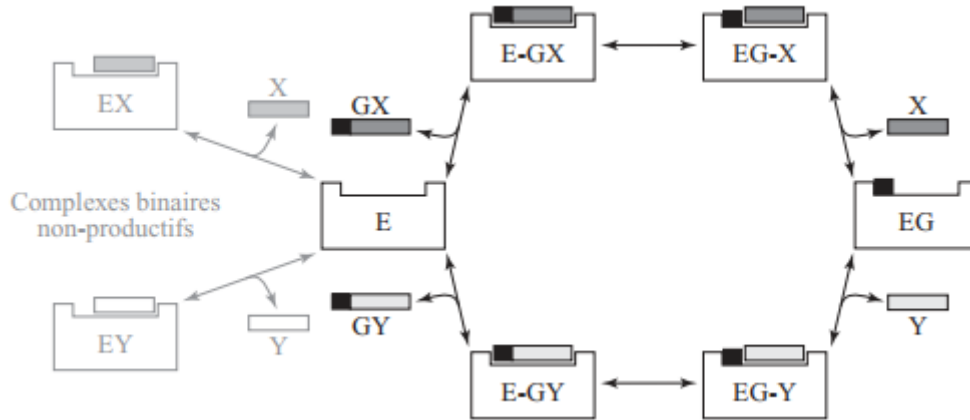 E-GX
EG-X
EX
X
GX
X
Complexes binaires
non-productifs
E
EG
EY
Y
GY
Y
E-GY
EG-Y